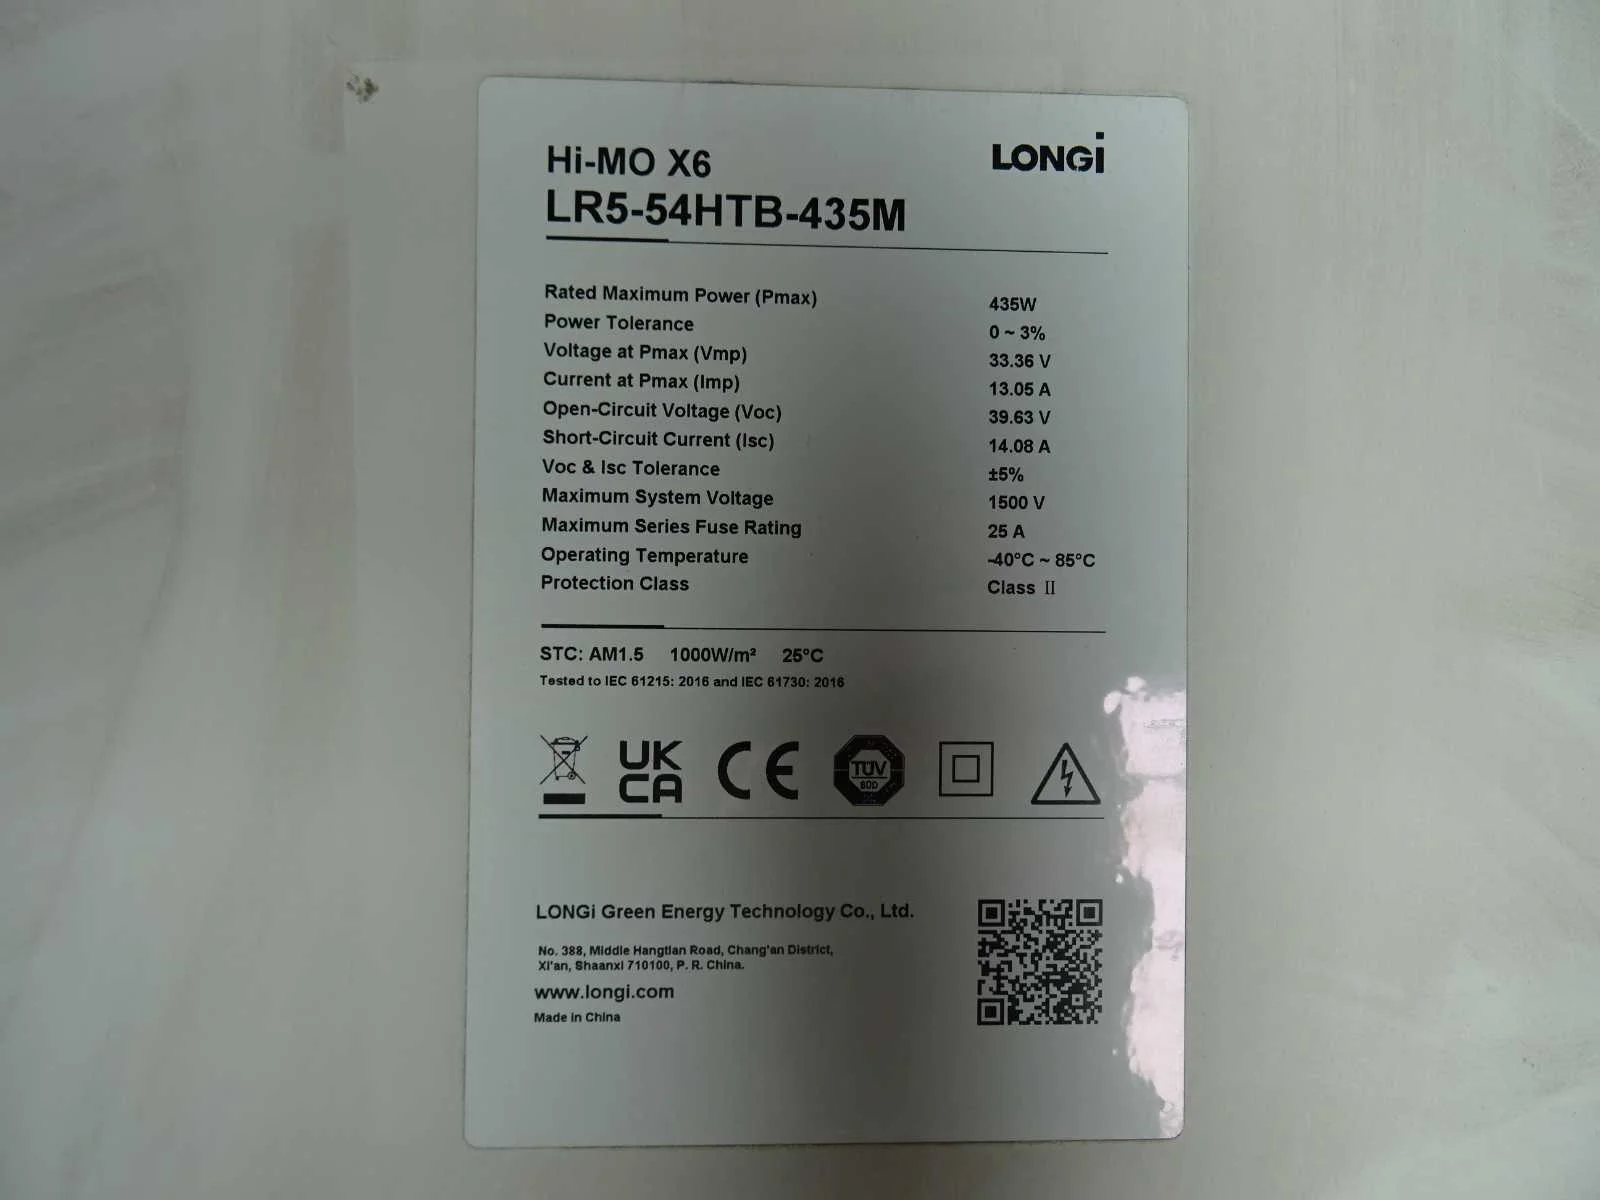 Hi-MO X6
LONGi
LR5-54HTB-435M
Rated Maximum Power (Pmax) 435W
Power Tolerance 0 ~ 3%
Voltage at Pmax (Vmp) 33.36 V
Current at Pmax (Imp) 13.05 A
Open-Circuit Voltage (Voc) 39.63 V
Short-Circuit Current (Isc) 14.08 A
Voc & Isc Tolerance ±5%
Maximum System Voltage 1500 V
Maximum Series Fuse Rating 25 A
Operating Temperature -40°C ~ 85°C
Protection Class Class II
STC: AM1.5 1000W/m² 25°C
Tested to IEC 61215: 2016 and IEC 61730: 2016
UK
CA
CE
TÜV
SÜD
LONGi Green Energy Technology Co., Ltd.
No. 388, Middle Hangtian Road, Chang'an District,
Xi'an, Shaanxi 710100, P. R. China.
www.longi.com
Made in China